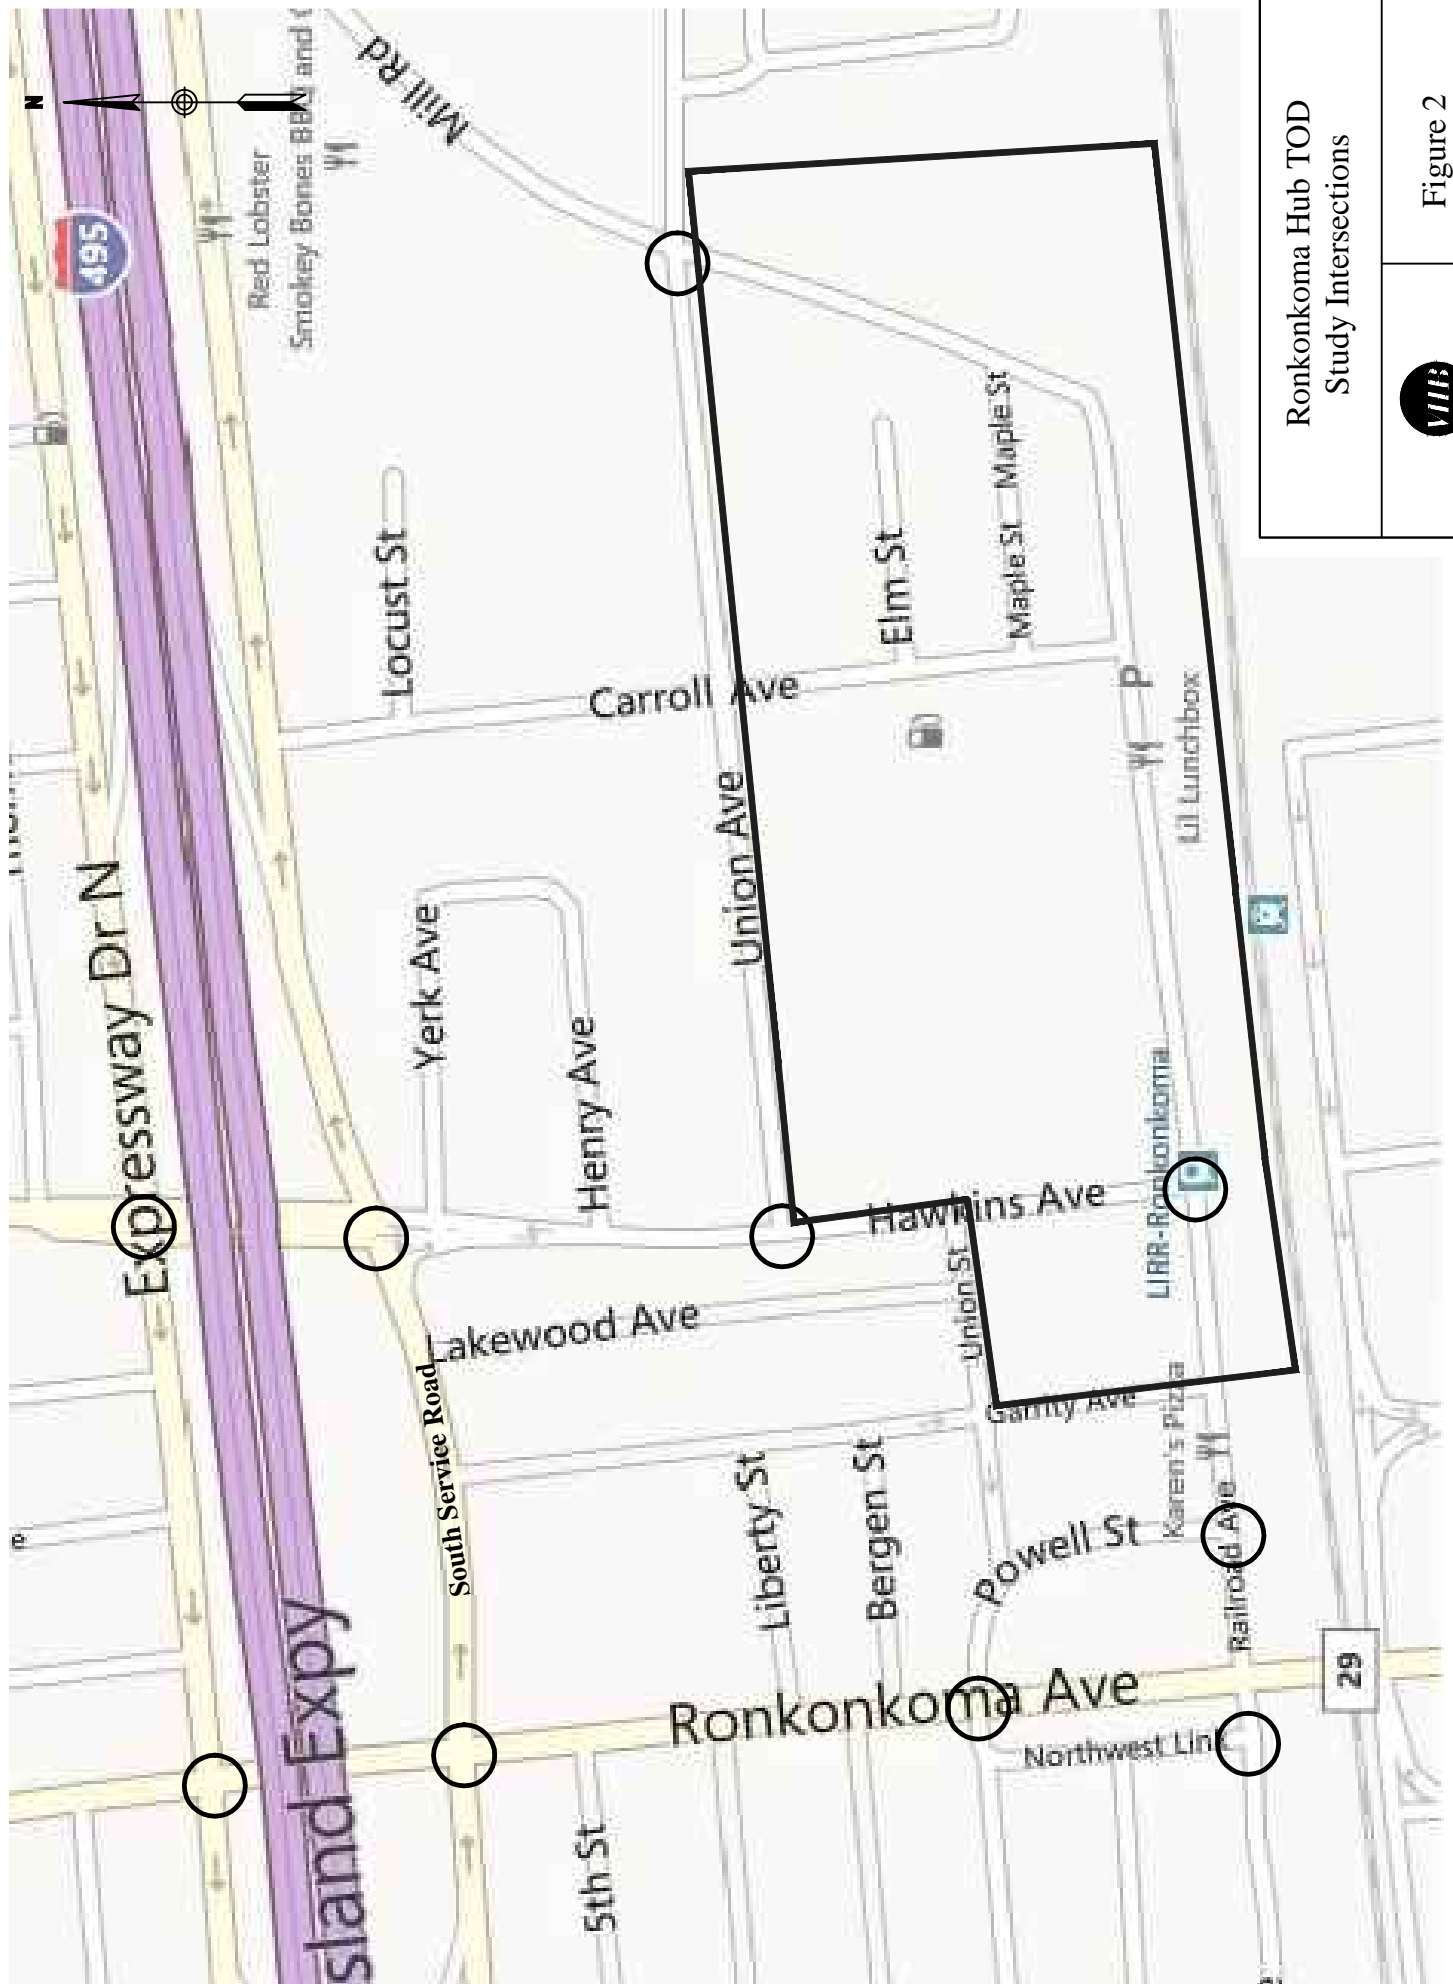 N
495
Expressway Dr N
sland Expy
Red Lobster
Smokey Bones BBQ and
Mill Rd
Locust St
Carroll Ave
Yerk Ave
Henry Ave
Union Ave
Elm St
Maple St
Maple St
P
Li'l Lunchbox
LIRR-Ronkonkoma
Hawkins Ave
Union St
Lakewood Ave
South Service Road
Garrity Ave
Karen's Pizza
Liberty St
Bergen St
Powell St
Railroad Ave
Ronkonkoma Ave
Northwest Link
5th St
29
Ronkonkoma Hub TOD
Study Intersections
VHB
Figure 2